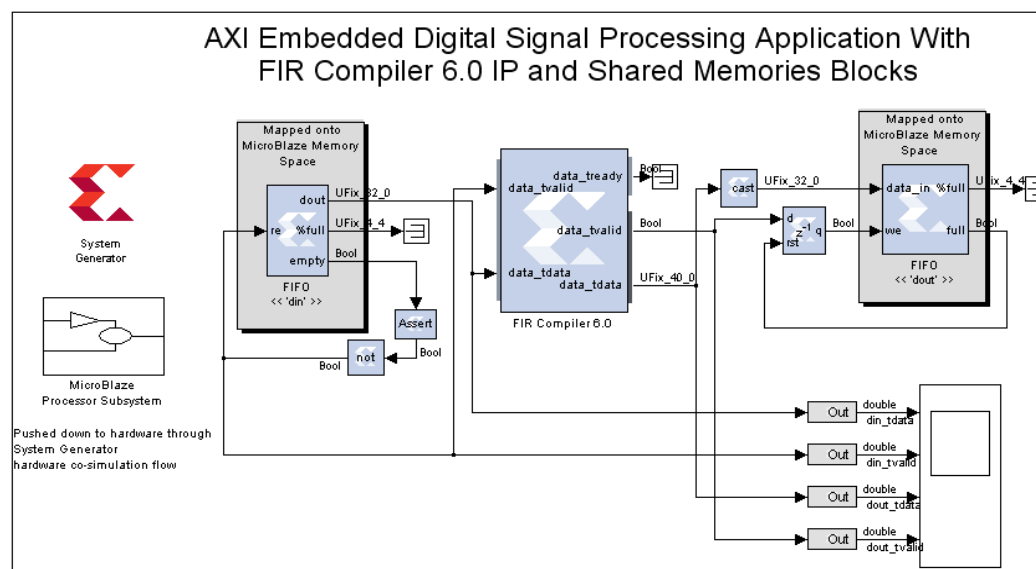 AXI Embedded Digital Signal Processing Application With
FIR Compiler 6.0 IP and Shared Memories Blocks
System
Generator
MicroBlaze
Processor Subsystem
Pushed down to hardware through
System Generator
hardware co-simulation flow
Mapped onto
MicroBlaze Memory
Space
dout
re %full
empty
FIFO
<< 'din' >>
UFix_32_0
UFix_4_4
Bool
Assert
Bool
not
Bool
data_tready
data_tvalid
data_tvalid
data_tdata
data_tdata
FIR Compiler 6.0
Bool
Bool
UFix_40_0
cast
UFix_32_0
d
z-1 q
rst
Bool
Mapped onto
MicroBlaze Memory
Space
data_in %full
we full
FIFO
<< 'dout' >>
UFix_4_4
Bool
Out
double
din_tdata
Out
double
din_tvalid
Out
double
dout_tdata
Out
double
dout_tvalid